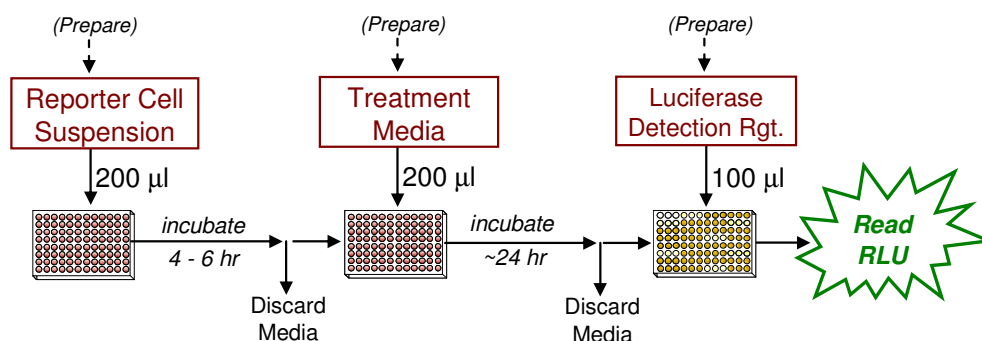 (Prepare)
(Prepare)
(Prepare)
Reporter Cell
Suspension
Treatment
Media
Luciferase
Detection Rgt.
200 µl
200 µl
100 µl
incubate
4 - 6 hr
incubate
~24 hr
Read
RLU
Discard
Media
Discard
Media